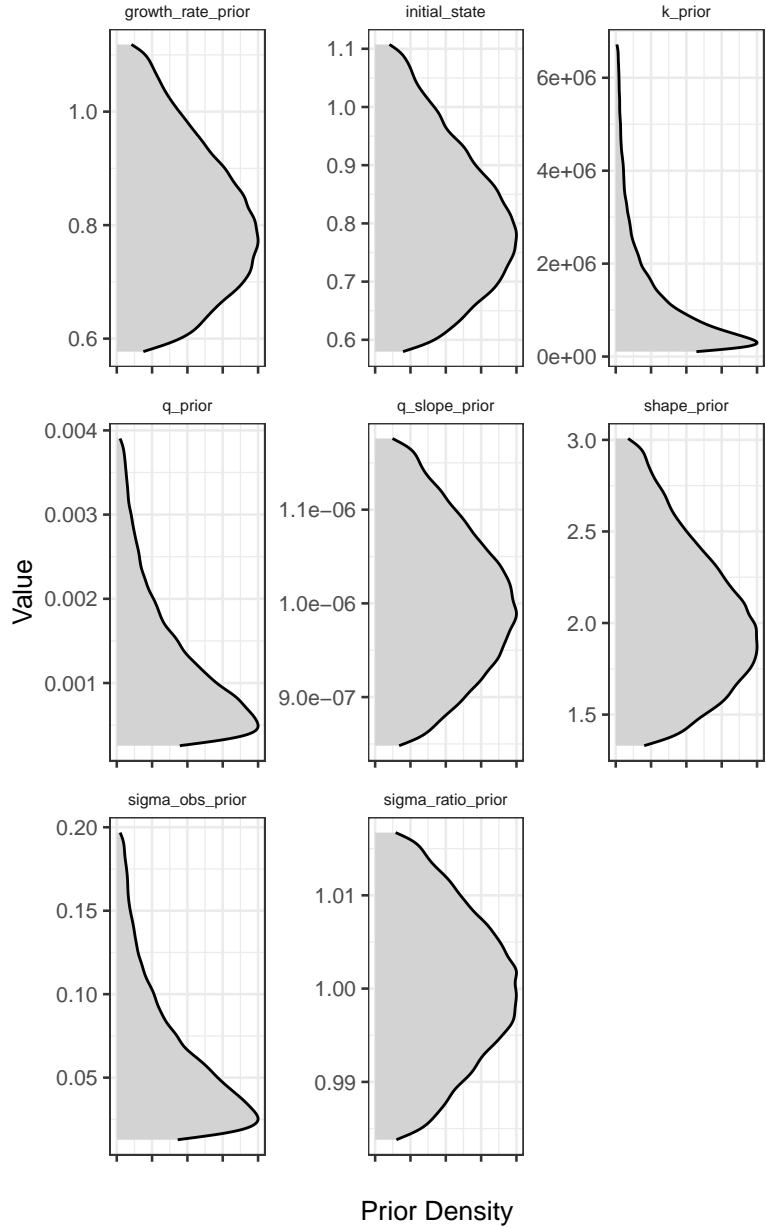 growth_rate_prior
initial_state
k_prior
1.0
0.8
0.6
1.1
1.0
0.9
0.8
0.7
0.6
6e+06
4e+06
2e+06
0e+00
q_prior
q_slope_prior
shape_prior
0.004
0.003
0.002
0.001
1.1e−06
1.0e−06
9.0e−07
3.0
2.5
2.0
1.5
Value
sigma_obs_prior
sigma_ratio_prior
0.20
0.15
0.10
0.05
1.01
1.00
0.99
Prior Density